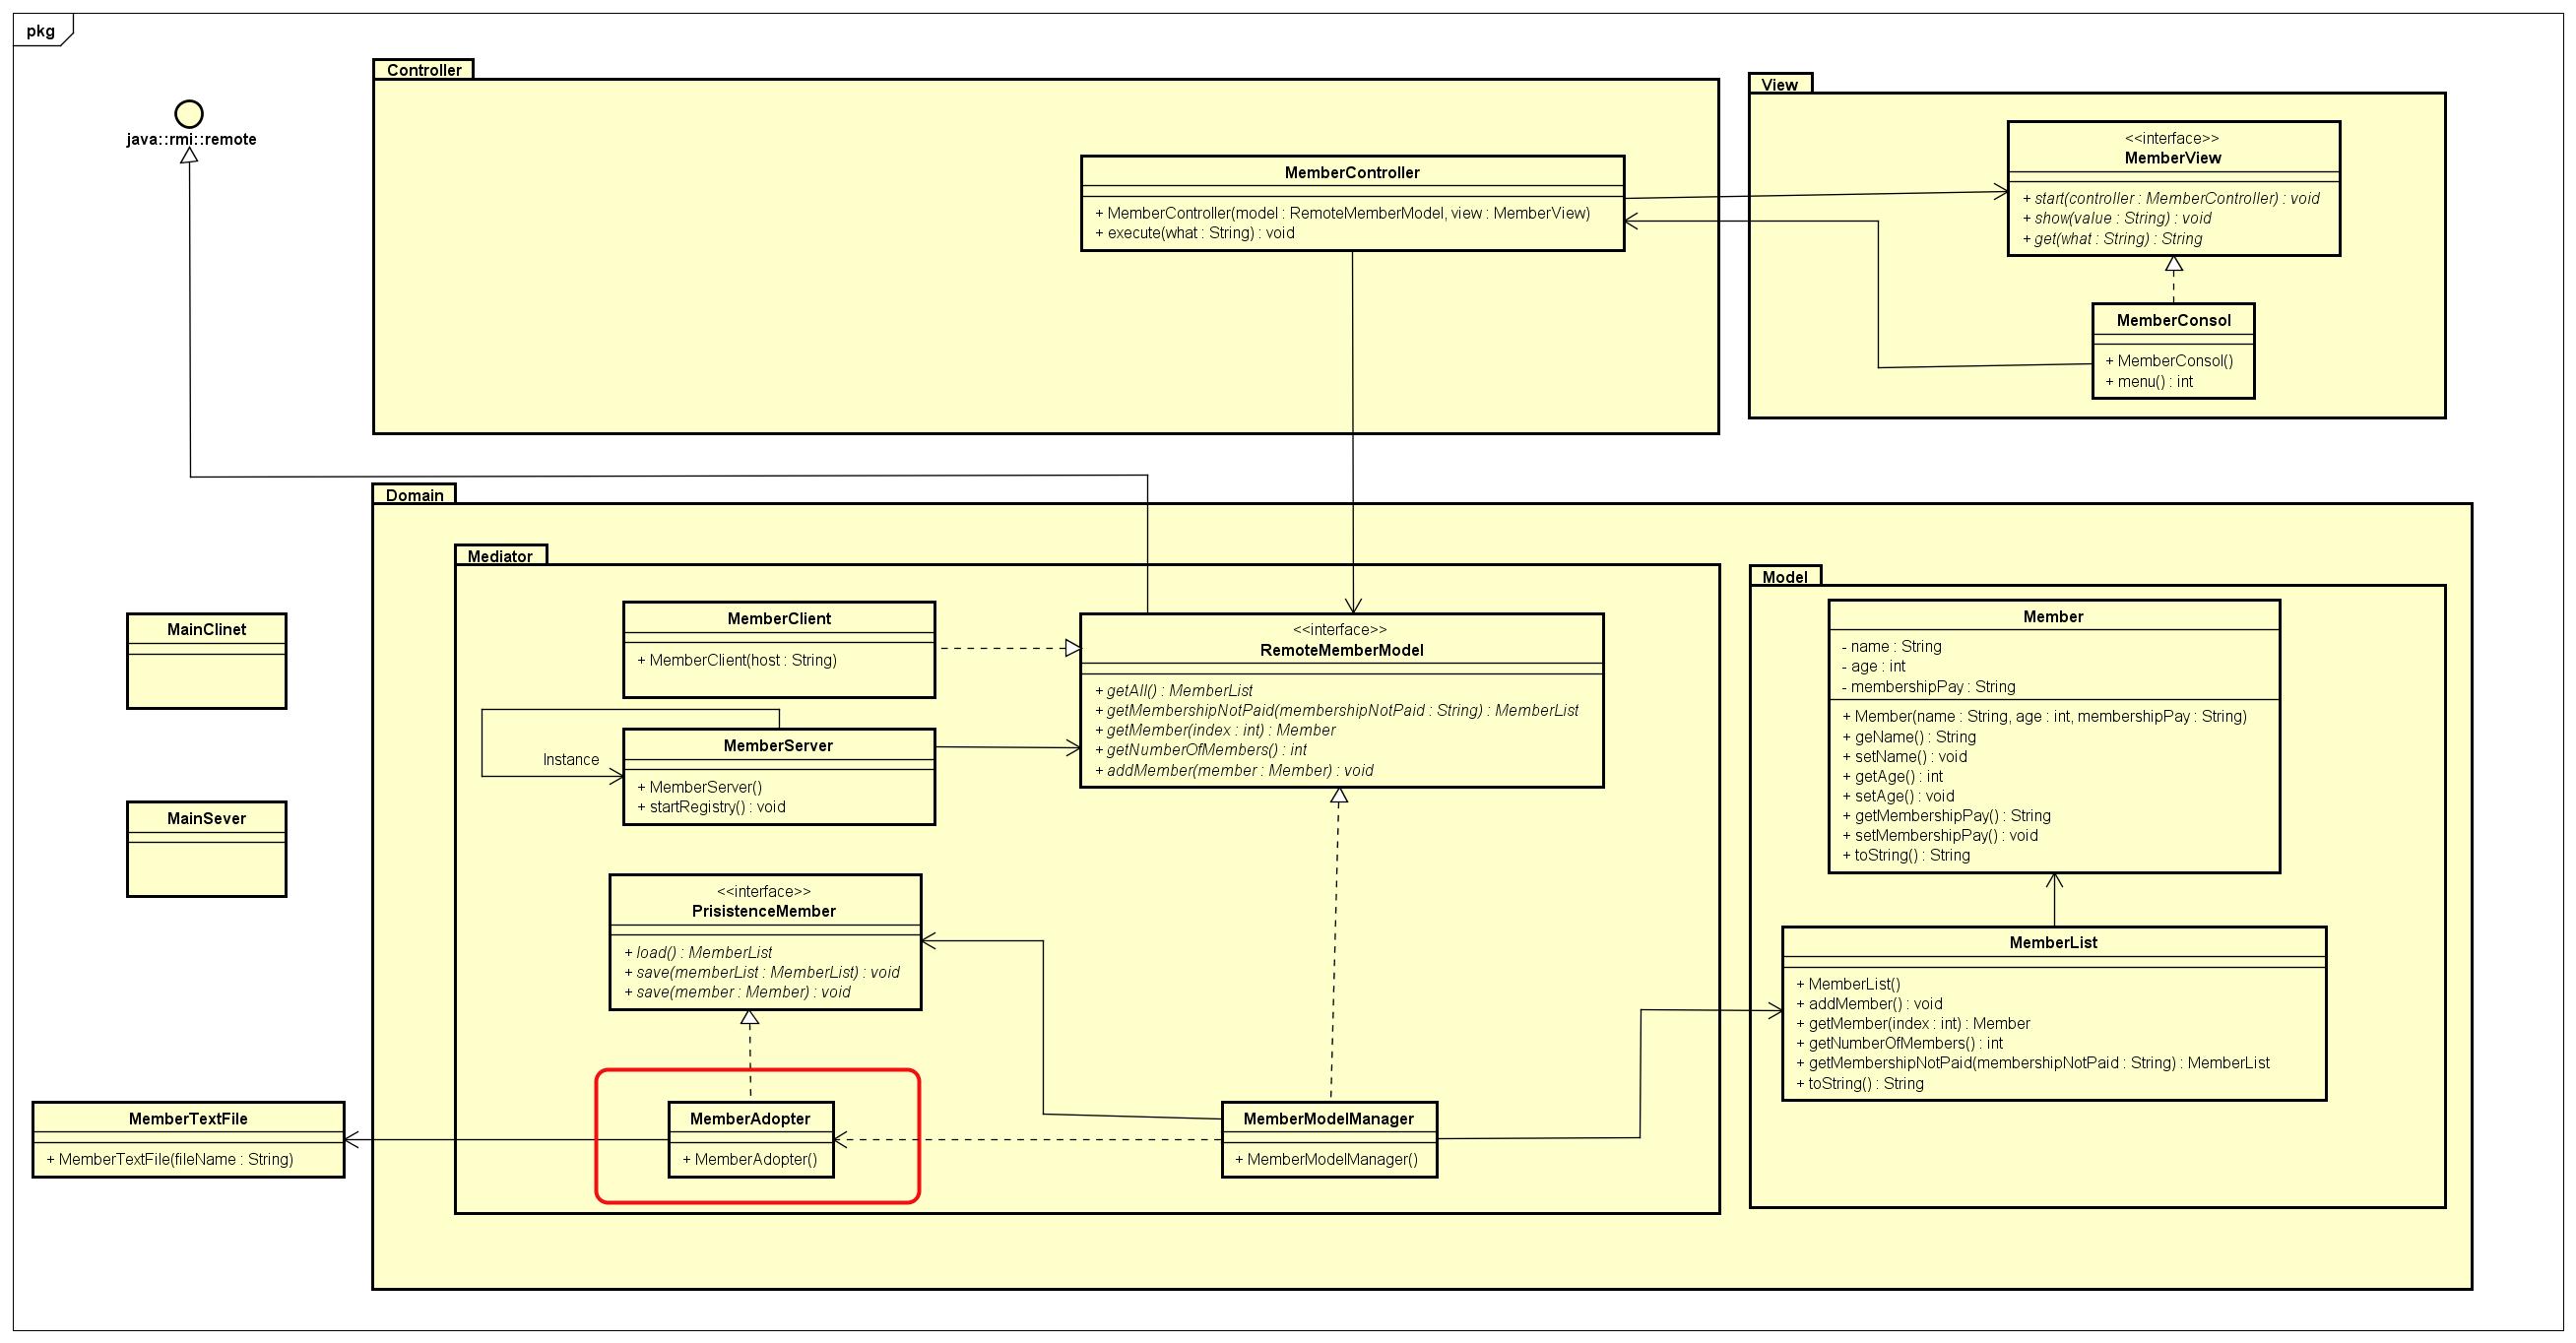 pkg
Controller
View
java::rmi::remote
MemberController
+ MemberController(model : RemoteMemberModel, view : MemberView)
+ execute(what : String) : void
<<interface>>
MemberView
+ start(controller : MemberController) : void
+ show(value : String) : void
+ get(what : String) : String
MemberConsol
+ MemberConsol()
+ menu() : int
Domain
Mediator
Model
MainClinet
MainSever
MemberClient
+ MemberClient(host : String)
MemberServer
+ MemberServer()
+ startRegistry() : void
Instance
<<interface>>
RemoteMemberModel
+ getAll() : MemberList
+ getMembershipNotPaid(membershipNotPaid : String) : MemberList
+ getMember(index : int) : Member
+ getNumberOfMembers() : int
+ addMember(member : Member) : void
Member
- name : String
- age : int
- membershipPay : String
+ Member(name : String, age : int, membershipPay : String)
+ geName() : String
+ setName() : void
+ getAge() : int
+ setAge() : void
+ getMembershipPay() : String
+ setMembershipPay() : void
+ toString() : String
<<interface>>
PrisistenceMember
+ load() : MemberList
+ save(memberList : MemberList) : void
+ save(member : Member) : void
MemberList
+ MemberList()
+ addMember() : void
+ getMember(index : int) : Member
+ getNumberOfMembers() : int
+ getMembershipNotPaid(membershipNotPaid : String) : MemberList
+ toString() : String
MemberTextFile
+ MemberTextFile(fileName : String)
MemberAdopter
+ MemberAdopter()
MemberModelManager
+ MemberModelManager()